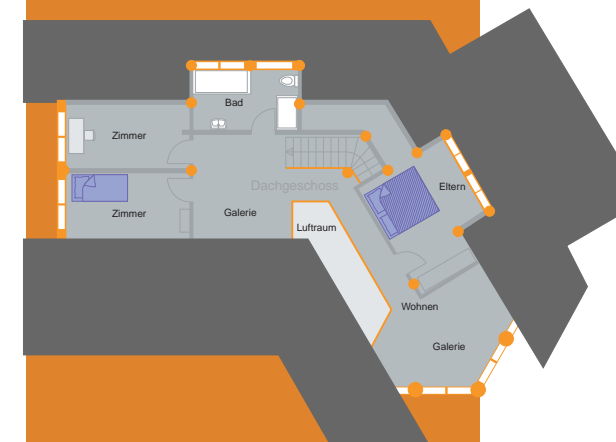 Bad
Zimmer
Dachgeschoss
Eltern
Zimmer
Galerie
Luftraum
Wohnen
Galerie